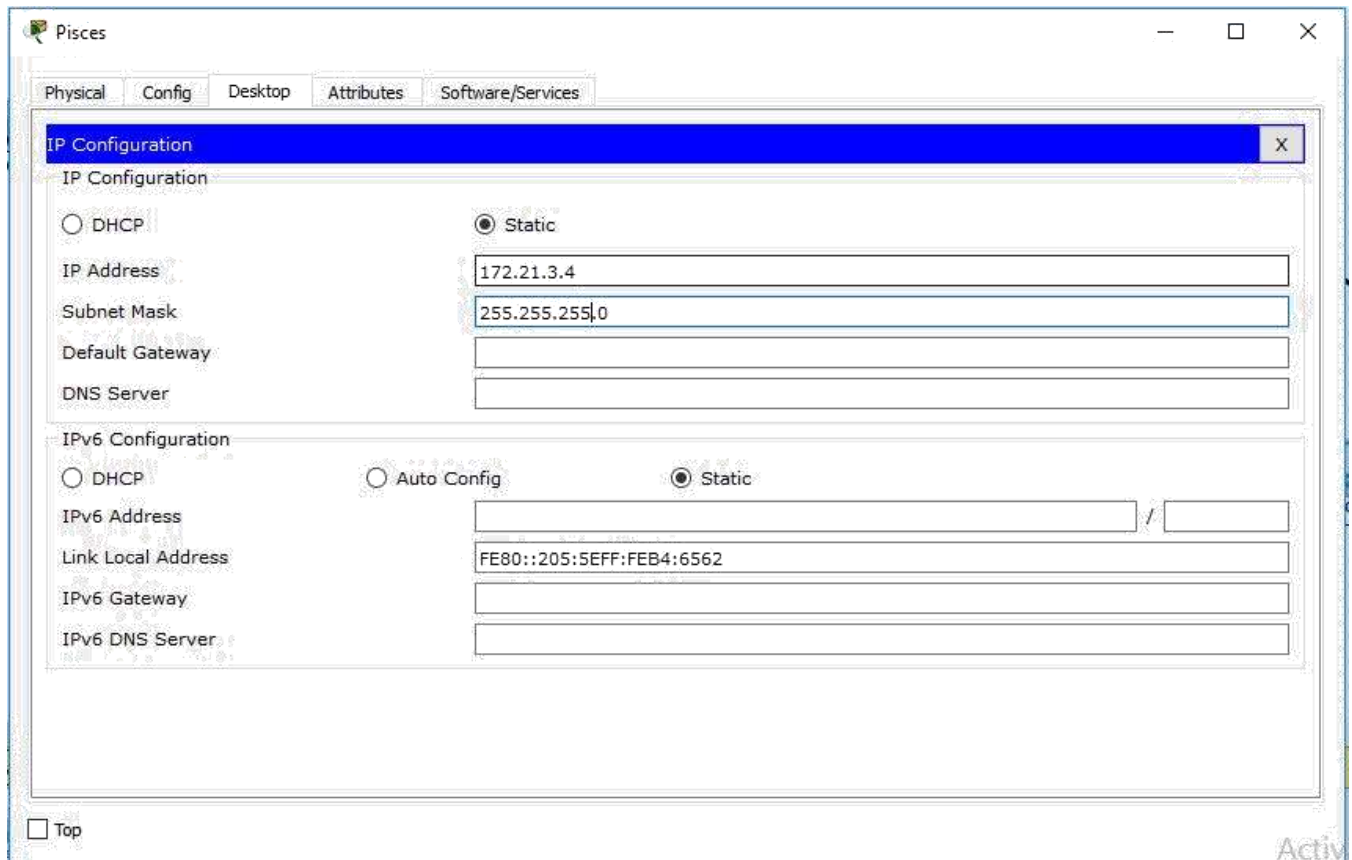 Pisces
Physical Config Desktop Attributes Software/Services
IP Configuration X
IP Configuration
DHCP Static
IP Address 172.21.3.4
Subnet Mask 255.255.255.0
Default Gateway
DNS Server
IPv6 Configuration
DHCP Auto Config Static
IPv6 Address /
Link Local Address FE80::205:5EFF:FEB4:6562
IPv6 Gateway
IPv6 DNS Server
Top
Activ